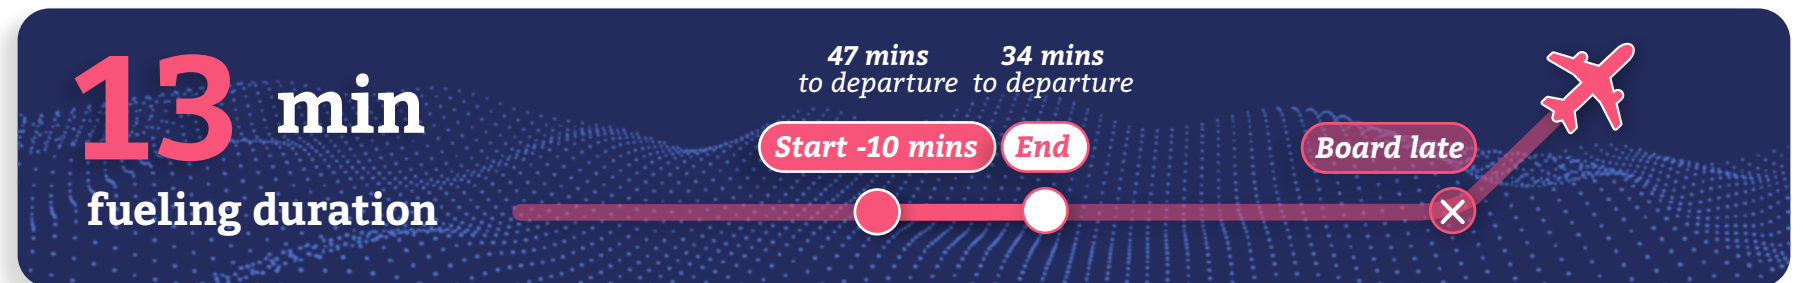 13 min
fueling duration
47 mins
to departure
34 mins
to departure
Start -10 mins
End
Board late